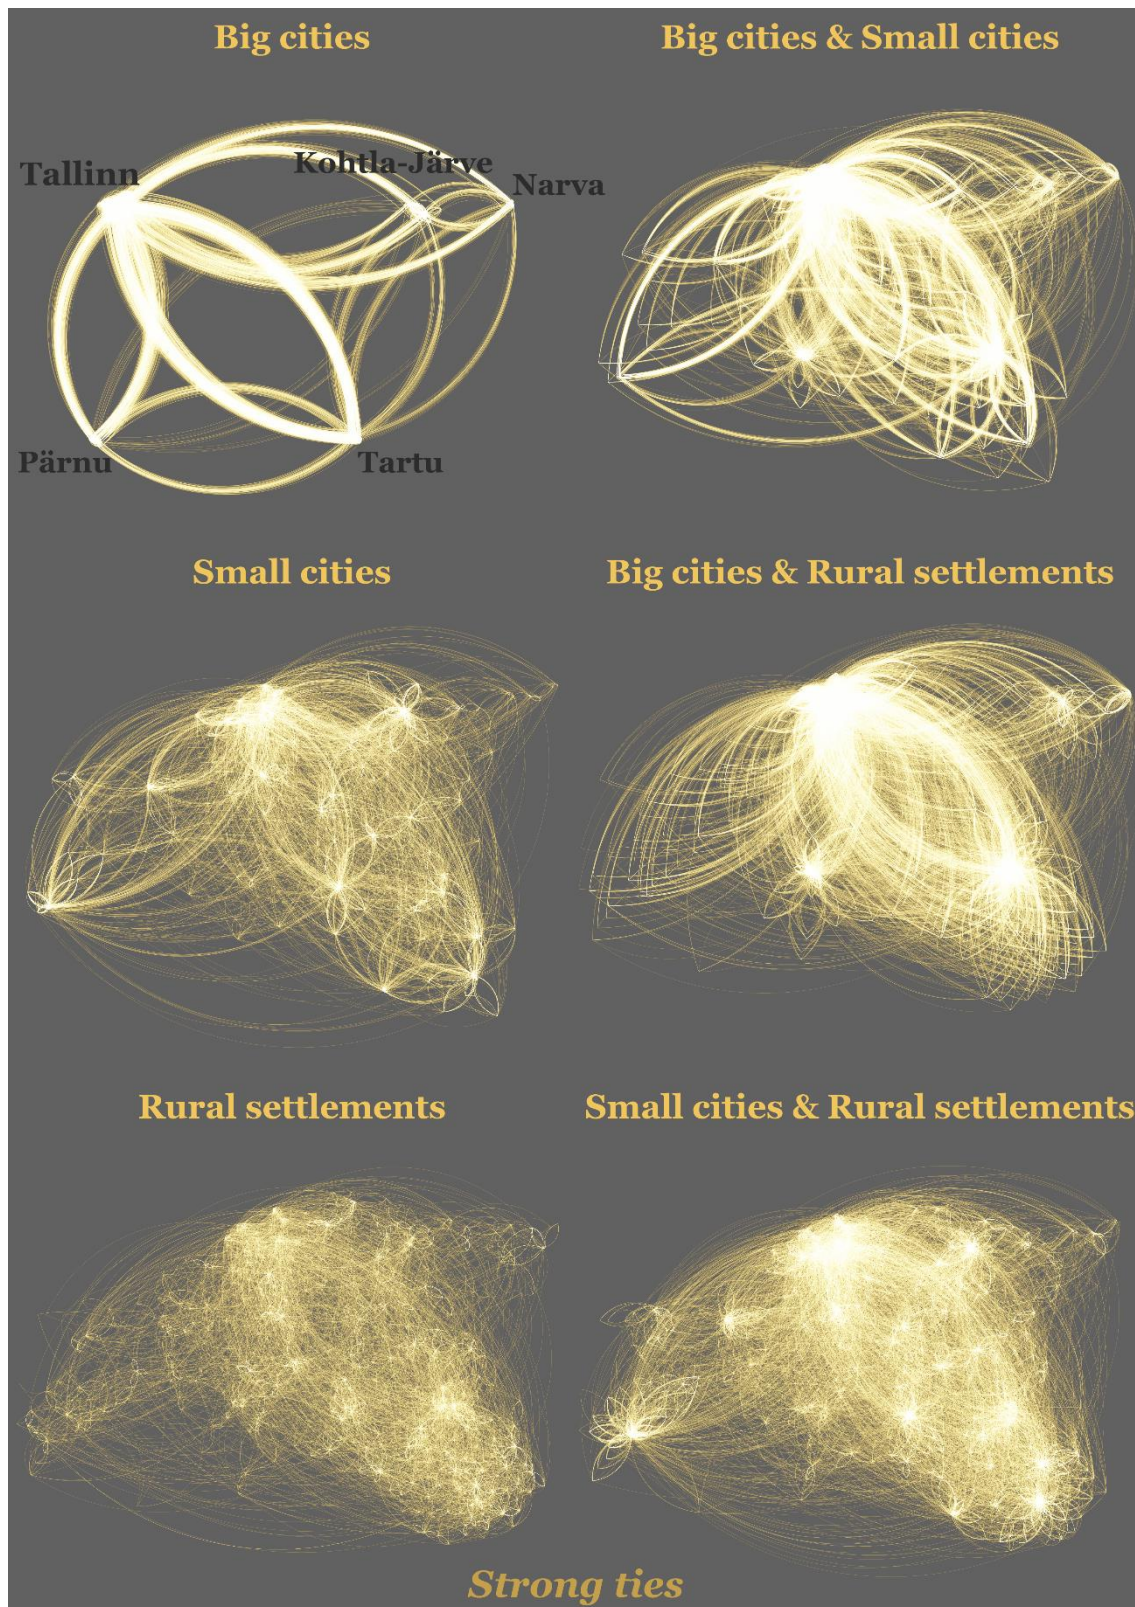 Big cities
Big cities & Small cities
Tallinn
Kohtla-Järve
Narva
Pärnu
Tartu
Small cities
Big cities & Rural settlements
Rural settlements
Small cities & Rural settlements
Strong ties